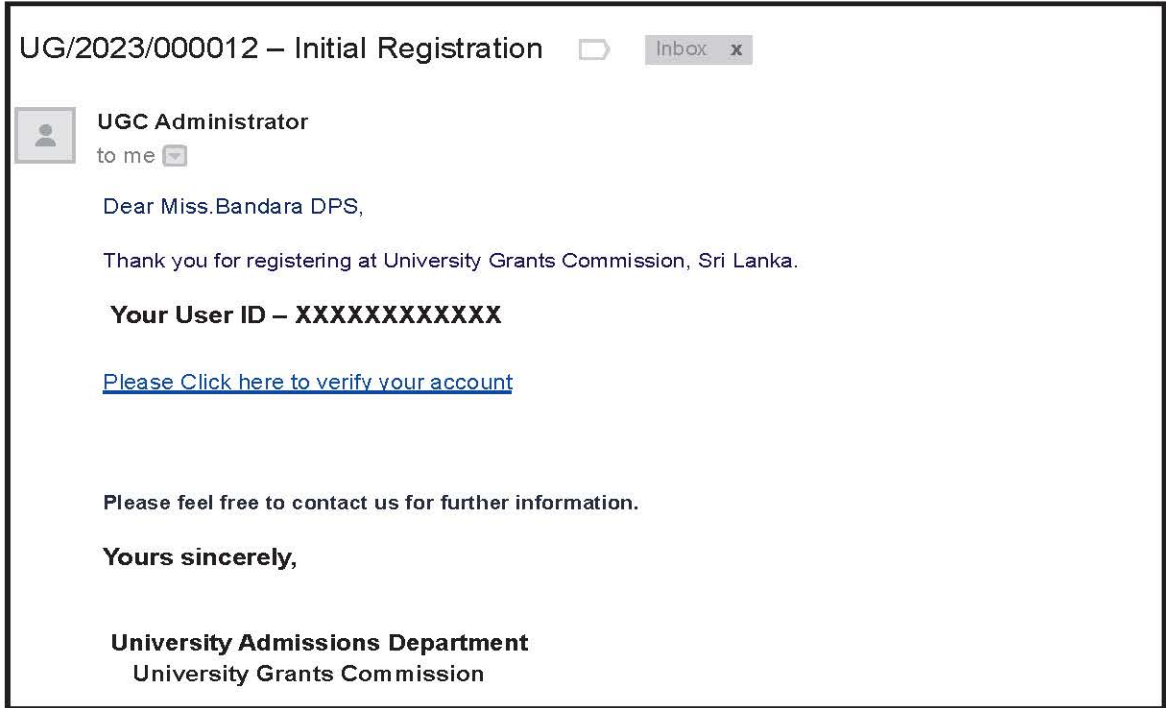 UG/2023/000012 – Initial Registration Inbox x
UGC Administrator
to me
Dear Miss.Bandara DPS,
Thank you for registering at University Grants Commission, Sri Lanka.
Your User ID – XXXXXXXXXXXX
Please Click here to verify your account
Please feel free to contact us for further information.
Yours sincerely,
University Admissions Department
University Grants Commission